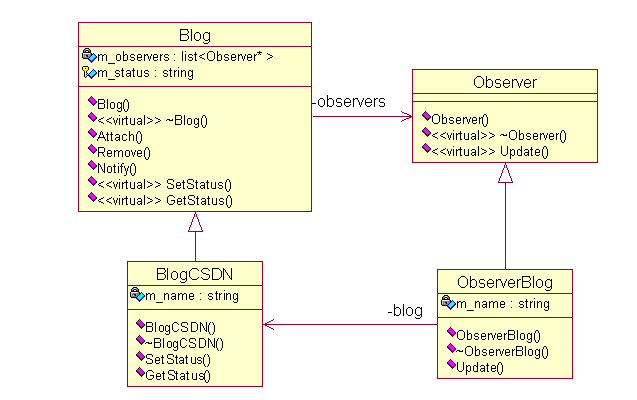 Blog
m_observers : list<Observer* >
m_status : string
Blog()
<<virtual>> ~Blog()
Attach()
Remove()
Notify()
<<virtual>> SetStatus()
<<virtual>> GetStatus()
-observers
Observer
Observer()
<<virtual>> ~Observer()
<<virtual>> Update()
BlogCSDN
m_name : string
BlogCSDN()
~BlogCSDN()
SetStatus()
GetStatus()
-blog
ObserverBlog
m_name : string
ObserverBlog()
~ObserverBlog()
Update()